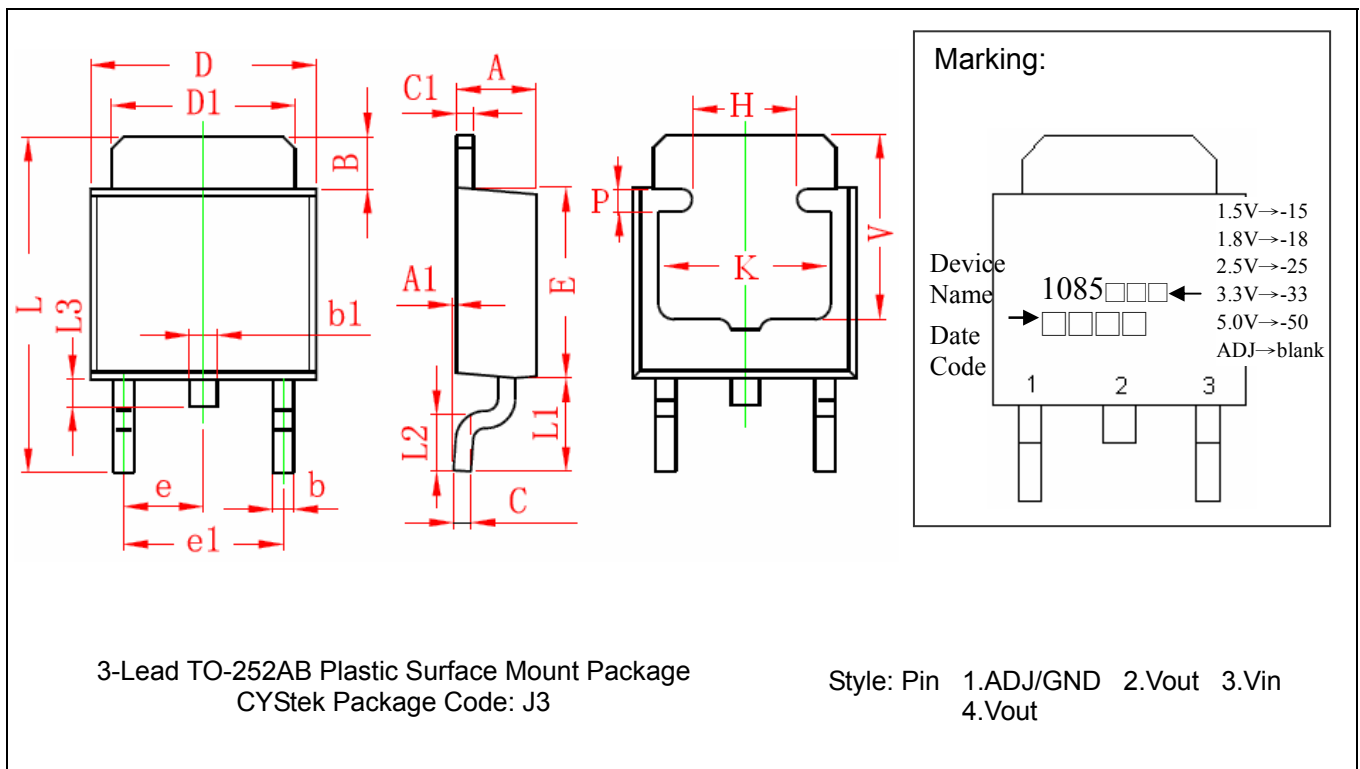 D
D1
B
L
L3
b1
e
b
e1
A
C1
A1
E
L2
L1
C
H
P
K
V
Marking:
1.5V→-15
1.8V→-18
2.5V→-25
3.3V→-33
5.0V→-50
ADJ→blank
Device
Name
1085□□□
Date
Code
□□□□
1 2 3
3-Lead TO-252AB Plastic Surface Mount Package
CYStek Package Code: J3
Style: Pin 1.ADJ/GND 2.Vout 3.Vin
4.Vout